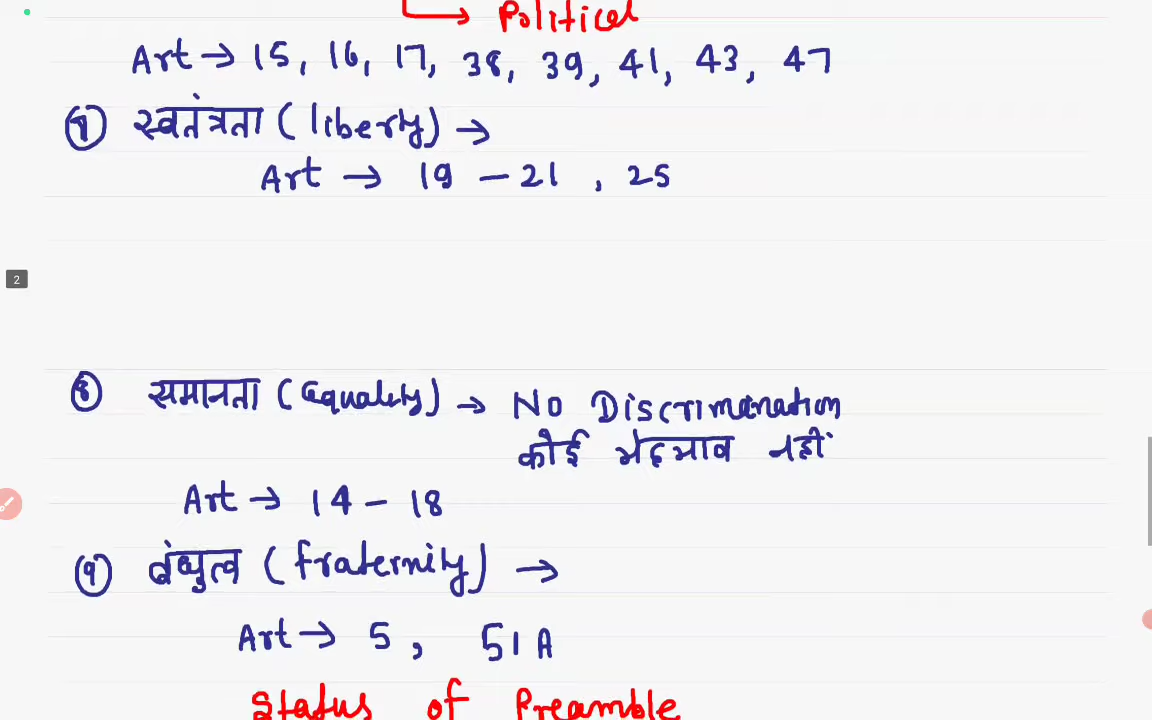 Political
Art → 15, 16, 17, 38, 39, 41, 43, 47
(7) स्वतंत्रता (liberty) →
Art → 19 - 21, 25
2
(8) समानता (Equality) → No Discrimanation
कोई भेदभाव नहीं
Art → 14 - 18
(9) बंधुत्व (fraternity) →
Art → 5, 51A
Status of Preamble